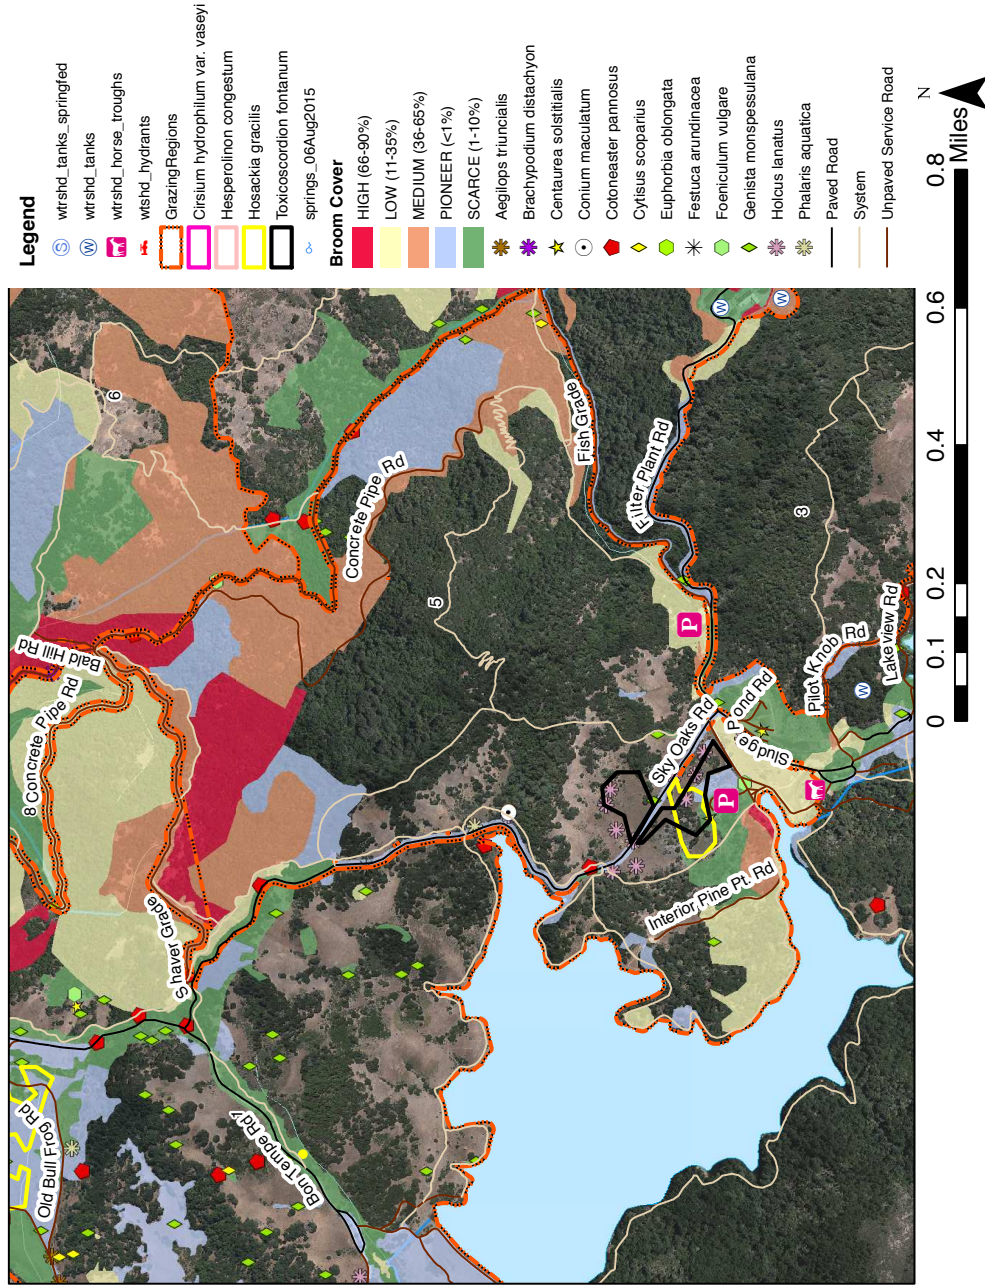 Legend
S wtrshd_tanks_springfed
W wtrshd_tanks
wtrshd_horse_troughs
wtshd_hydrants
GrazingRegions
Cirsium hydrophilum var. vaseyi
Hesperolinon congestum
Hosackia gracilis
Toxicoscordion fontanum
springs_06Aug2015
Broom Cover
HIGH (66-90%)
LOW (11-35%)
MEDIUM (36-65%)
PIONEER (<1%)
SCARCE (1-10%)
Aegilops triuncialis
Brachypodium distachyon
Centaurea solstitialis
Conium maculatum
Cotoneaster pannosus
Cytisus scoparius
Euphorbia oblongata
Festuca arundinacea
Foeniculum vulgare
Genista monspessulana
Holcus lanatus
Phalaris aquatica
Paved Road
System
Unpaved Service Road
Old Bull Frog Rd
Bon Tempe Rd
7
Shaver Grade
8
Concrete Pipe Rd
Bald Hill Rd
6
Concrete Pipe Rd
5
Fish Grade
Filter Plant Rd
3
Sky Oaks Rd
Sludge Pond Rd
Pilot Knob Rd
Lakeview Rd
Interior Pine Pt. Rd
P
P
W
W
W
0 0.1 0.2 0.4 0.6 0.8
Miles
N